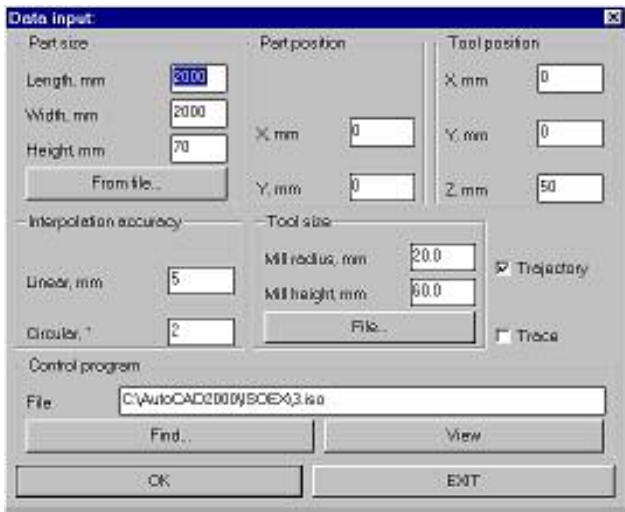 Data input:
Part size
Length, mm 2000
Width, mm 2000
Height, mm 70
From file...
Part position
X, mm 0
Y, mm 0
Tool position
X, mm 0
Y, mm 0
Z, mm 50
Interpolation accuracy
Linear, mm 5
Circular, ° 2
Tool size
Mill radius, mm 20.0
Mill height, mm 60.0
File...
Trajectory
Trace
Control program
File C:\AutoCAD2000\ISOEX\,3.iso
Find... View
OK EXIT